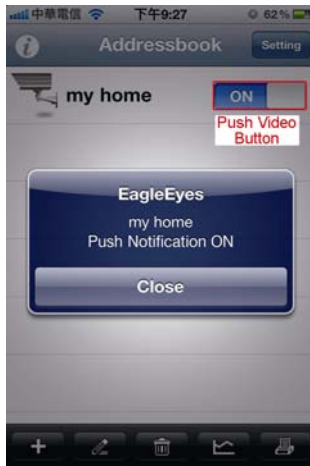 中華電信 下午9:27 62%
Addressbook Setting
my home ON
Push Video
Button
EagleEyes
my home
Push Notification ON
Close